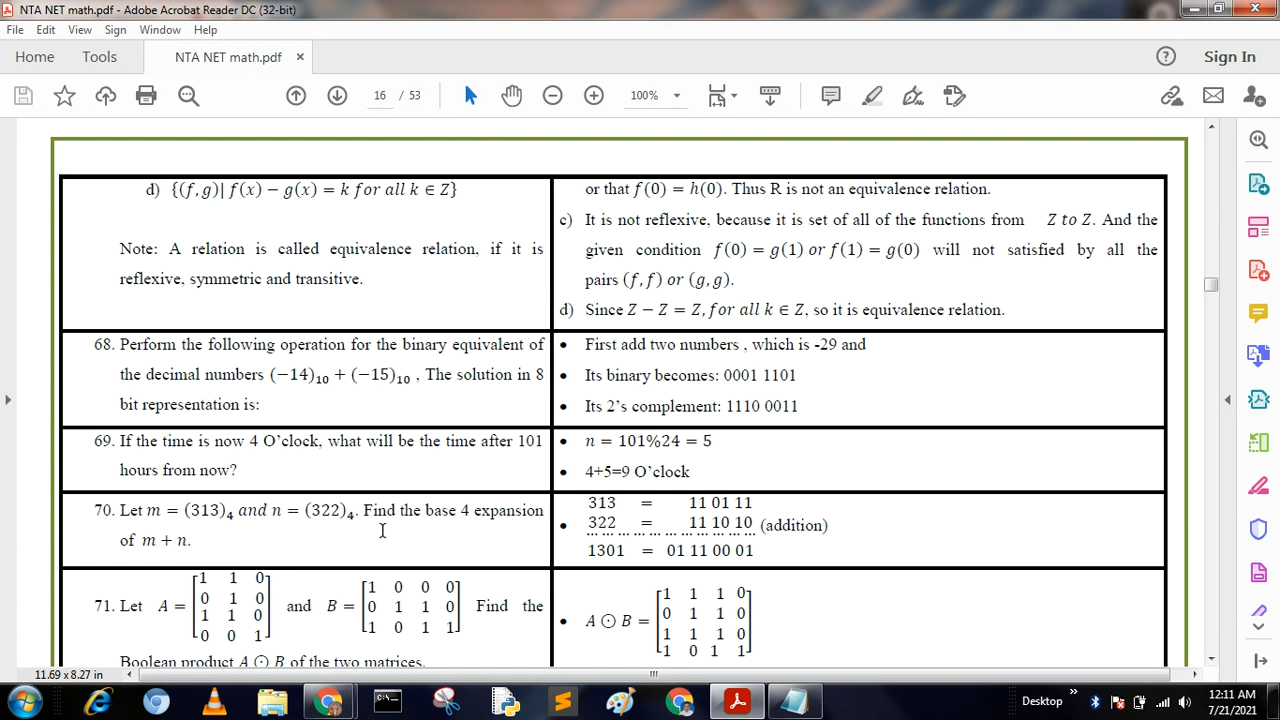 NTA NET math.pdf - Adobe Acrobat Reader DC (32-bit)
File Edit View Sign Window Help
Home Tools NTA NET math.pdf × Sign In
16 / 53 100%
d) {(f,g)| f(x) − g(x) = k for all k ∈ Z}
Note: A relation is called equivalence relation, if it is
reflexive, symmetric and transitive.
or that f(0) = h(0). Thus R is not an equivalence relation.
c) It is not reflexive, because it is set of all of the functions from Z to Z. And the
given condition f(0) = g(1) or f(1) = g(0) will not satisfied by all the
pairs (f,f) or (g,g).
d) Since Z − Z = Z, for all k ∈ Z, so it is equivalence relation.
68. Perform the following operation for the binary equivalent of
the decimal numbers (−14)₁₀ + (−15)₁₀ , The solution in 8
bit representation is:
• First add two numbers , which is -29 and
• Its binary becomes: 0001 1101
• Its 2's complement: 1110 0011
69. If the time is now 4 O'clock, what will be the time after 101
hours from now?
• n = 101%24 = 5
• 4+5=9 O'clock
70. Let m = (313)₄ and n = (322)₄. Find the base 4 expansion
of m + n.
313 = 11 01 11
• 322 = 11 10 10 (addition)
1301 = 01 11 00 01
71. Let A = [1 1 0
0 1 0
1 1 0
0 0 1] and B = [1 0 0 0
0 1 1 0
1 0 1 1] Find the
Boolean product A ⊙ B of the two matrices.
• A ⊙ B = [1 1 1 0
0 1 1 0
1 1 1 0
1 0 1 1]
11.69 x 8.27 in
Desktop » 12:11 AM
7/21/2021